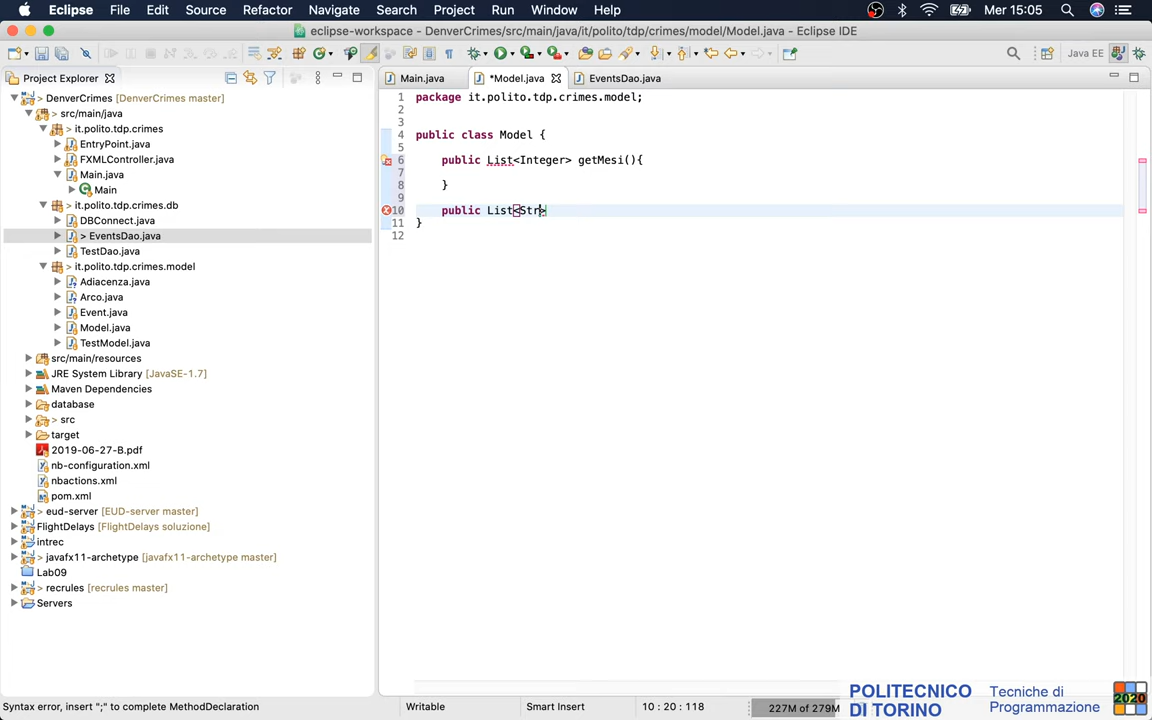 Eclipse File Edit Source Refactor Navigate Search Project Run Window Help Mer 15:05
eclipse-workspace - DenverCrimes/src/main/java/it/polito/tdp/crimes/model/Model.java - Eclipse IDE
Java EE
Project Explorer
Main.java *Model.java EventsDao.java
DenverCrimes [DenverCrimes master]
> src/main/java
> it.polito.tdp.crimes
EntryPoint.java
FXMLController.java
Main.java
Main
> it.polito.tdp.crimes.db
DBConnect.java
> EventsDao.java
TestDao.java
> it.polito.tdp.crimes.model
Adiacenza.java
Arco.java
Event.java
Model.java
TestModel.java
src/main/resources
JRE System Library [JavaSE-1.7]
Maven Dependencies
database
> src
target
2019-06-27-B.pdf
nb-configuration.xml
nbactions.xml
pom.xml
> eud-server [EUD-server master]
FlightDelays [FlightDelays soluzione]
intrec
> javafx11-archetype [javafx11-archetype master]
Lab09
> recrules [recrules master]
Servers
1 package it.polito.tdp.crimes.model;
2
3
4 public class Model {
5
6 public List<Integer> getMesi(){
7
8 }
9
10 public List<Str>
11 }
12
Syntax error, insert ";" to complete MethodDeclaration Writable Smart Insert 10 : 20 : 118 227M of 279M
POLITECNICO
DI TORINO
Tecniche di
Programmazione
2020